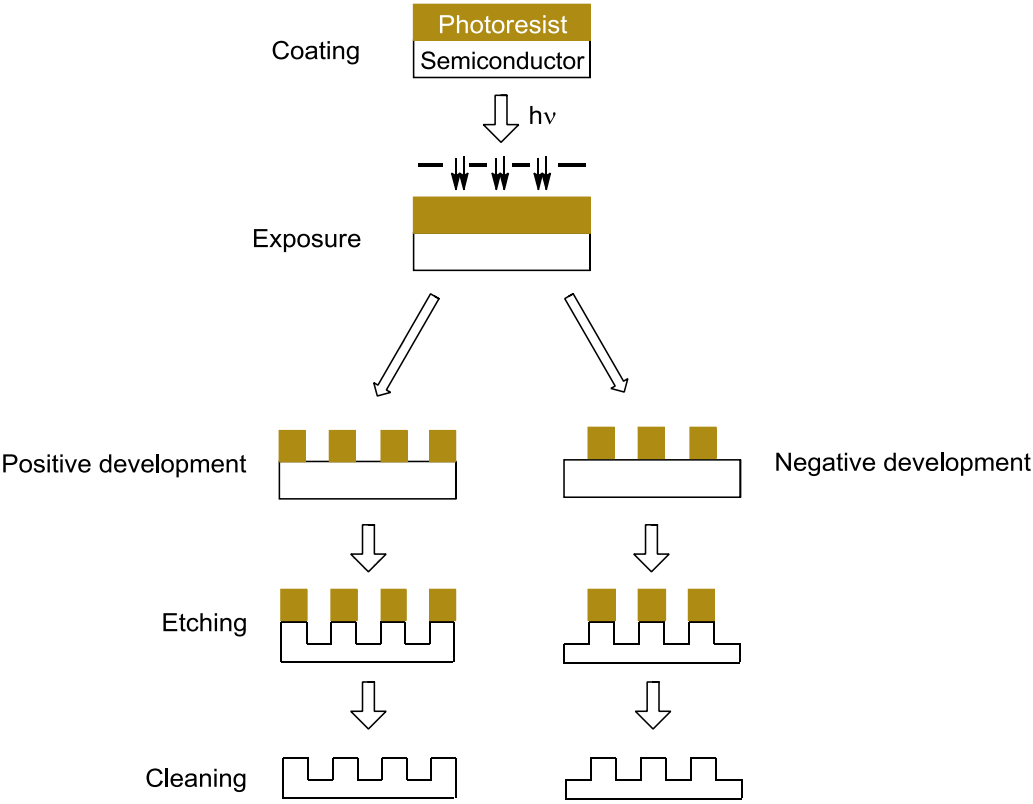 Photoresist
Coating
Semiconductor
hν
Exposure
Positive development
Negative development
Etching
Cleaning